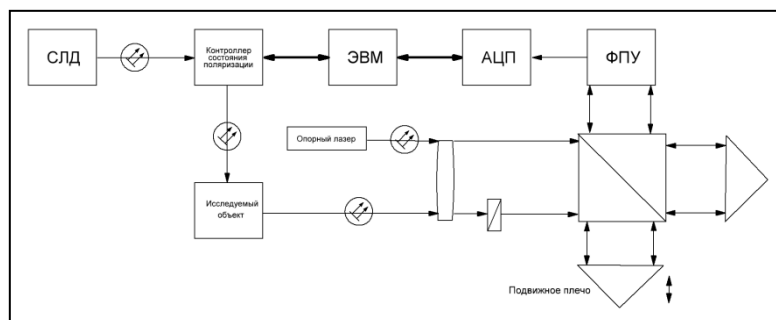 СЛД
Контроллер
состояния
поляризации
ЭВМ
АЦП
ФПУ
Опорный лазер
Исследуемый
объект
Подвижное плечо